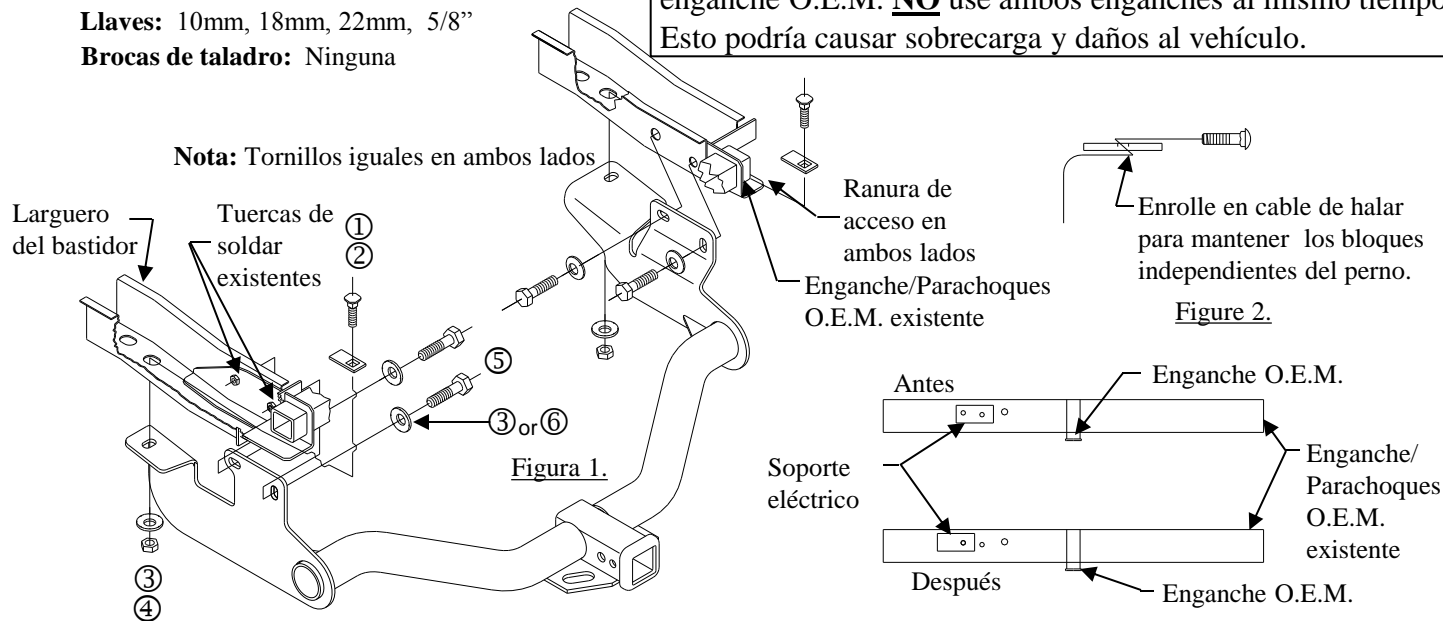 Llaves: 10mm, 18mm, 22mm, 5/8”
Brocas de taladro: Ninguna
enganche O.E.M. NO use ambos enganches al mismo tiempo
Esto podría causar sobrecarga y daños al vehículo.
Nota: Tornillos iguales en ambos lados
Larguero
del bastidor
Tuercas de
soldar
existentes
①
②
Ranura de
acceso en
ambos lados
Enganche/Parachoques
O.E.M. existente
Enrolle en cable de halar
para mantener los bloques
independientes del perno.
Figure 2.
⑤
③ or ⑥
Figura 1.
③
④
Antes
Enganche O.E.M.
Soporte
eléctrico
Enganche/
Parachoques
O.E.M.
existente
Después
Enganche O.E.M.